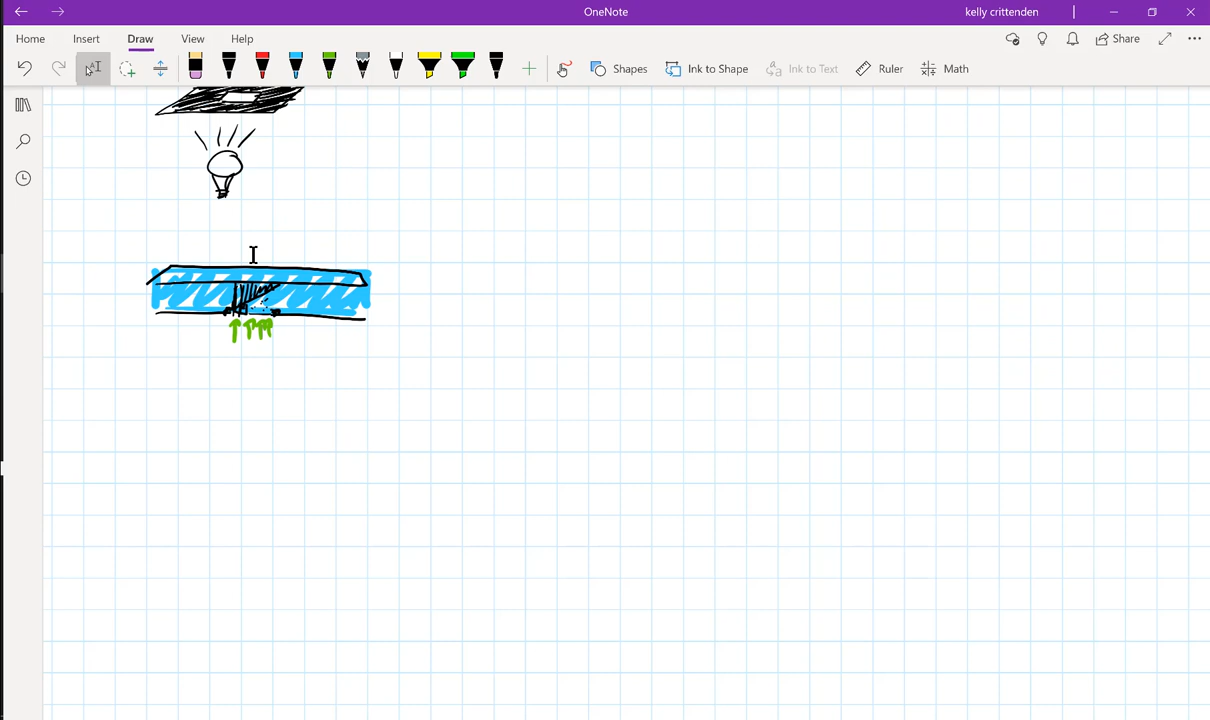 OneNote
kelly crittenden
Home
Insert
Draw
View
Help
Share
Shapes
Ink to Shape
Ink to Text
Ruler
Math